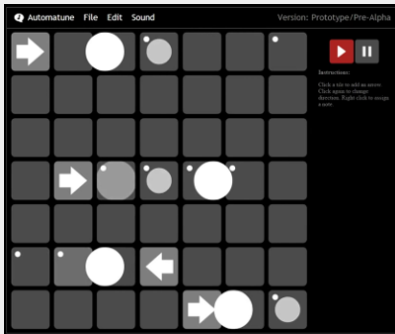 Automatune File Edit Sound Version: Prototype/Pre-Alpha
Instructions:
Click a tile to add an arrow.
Click again to change
direction. Right click to assign
a note